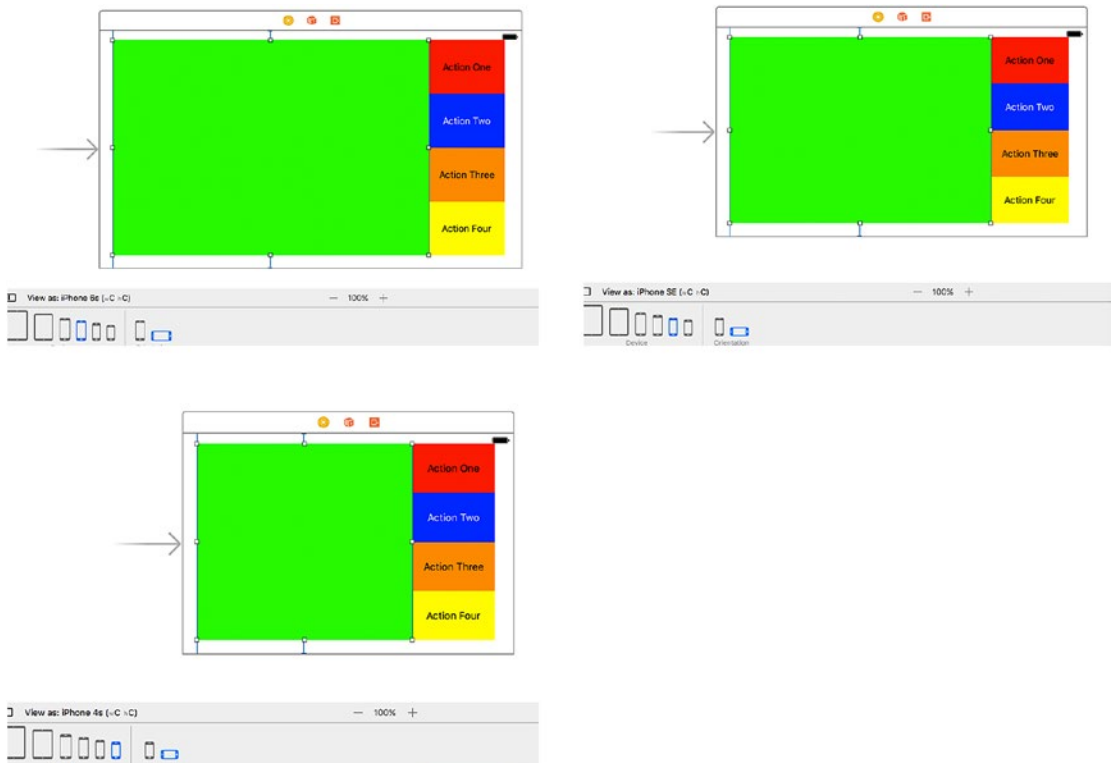 Action One
Action Two
Action Three
Action Four
View as: iPhone 6s (wC hC)
100%
Action One
Action Two
Action Three
Action Four
View as: iPhone SE (wC hC)
100%
Device
Orientation
Action One
Action Two
Action Three
Action Four
View as: iPhone 4s (wC hC)
100%